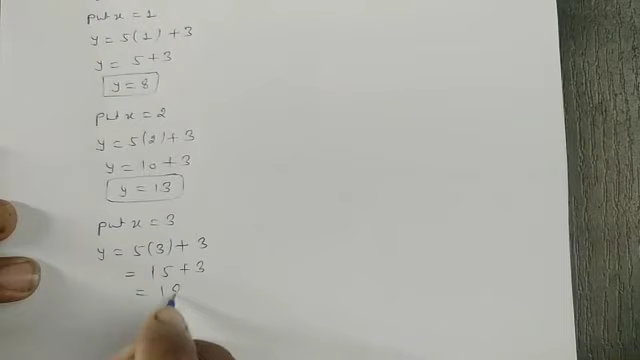 put x = 1
y = 5(1) + 3
y = 5 + 3
y = 8
put x = 2
y = 5(2) + 3
y = 10 + 3
y = 13
put x = 3
y = 5(3) + 3
= 15 + 3
= 18